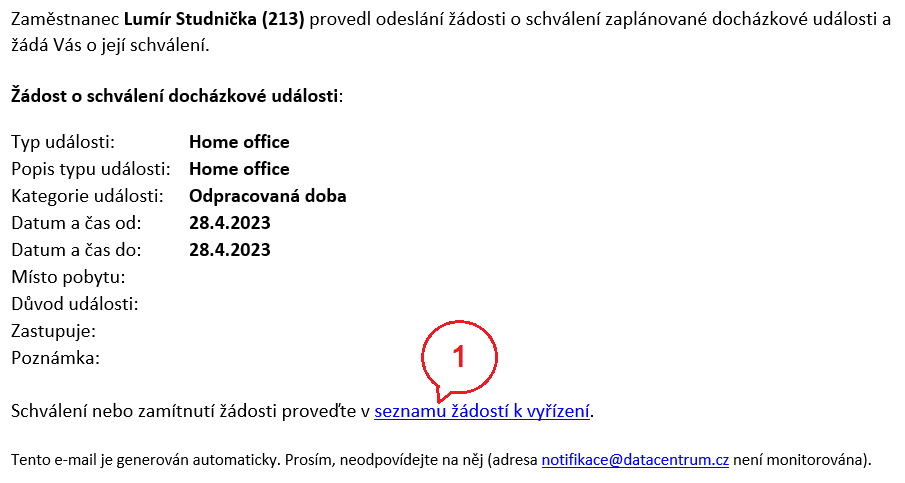 Zaměstnanec Lumír Studnička (213) provedl odeslání žádosti o schválení zaplánované docházkové události a
žádá Vás o její schválení.
Žádost o schválení docházkové události:
Typ události: Home office
Popis typu události: Home office
Kategorie události: Odpracovaná doba
Datum a čas od: 28.4.2023
Datum a čas do: 28.4.2023
Místo pobytu:
Důvod události:
Zastupuje:
Poznámka:
1
Schválení nebo zamítnutí žádosti proveďte v seznamu žádostí k vyřízení.
Tento e-mail je generován automaticky. Prosím, neodpovídejte na něj (adresa notifikace@datacentrum.cz není monitorována).